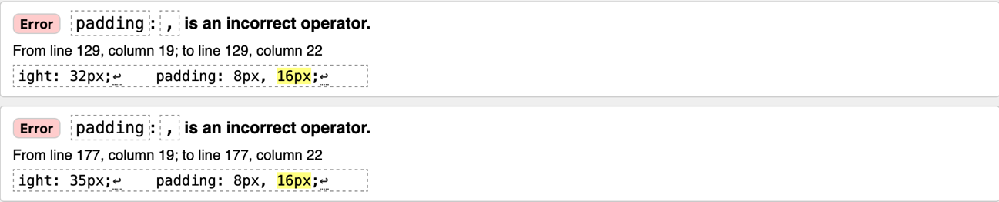 Error padding: , is an incorrect operator.
From line 129, column 19; to line 129, column 22
ight: 32px;↩    padding: 8px, 16px;↩
Error padding: , is an incorrect operator.
From line 177, column 19; to line 177, column 22
ight: 35px;↩    padding: 8px, 16px;↩